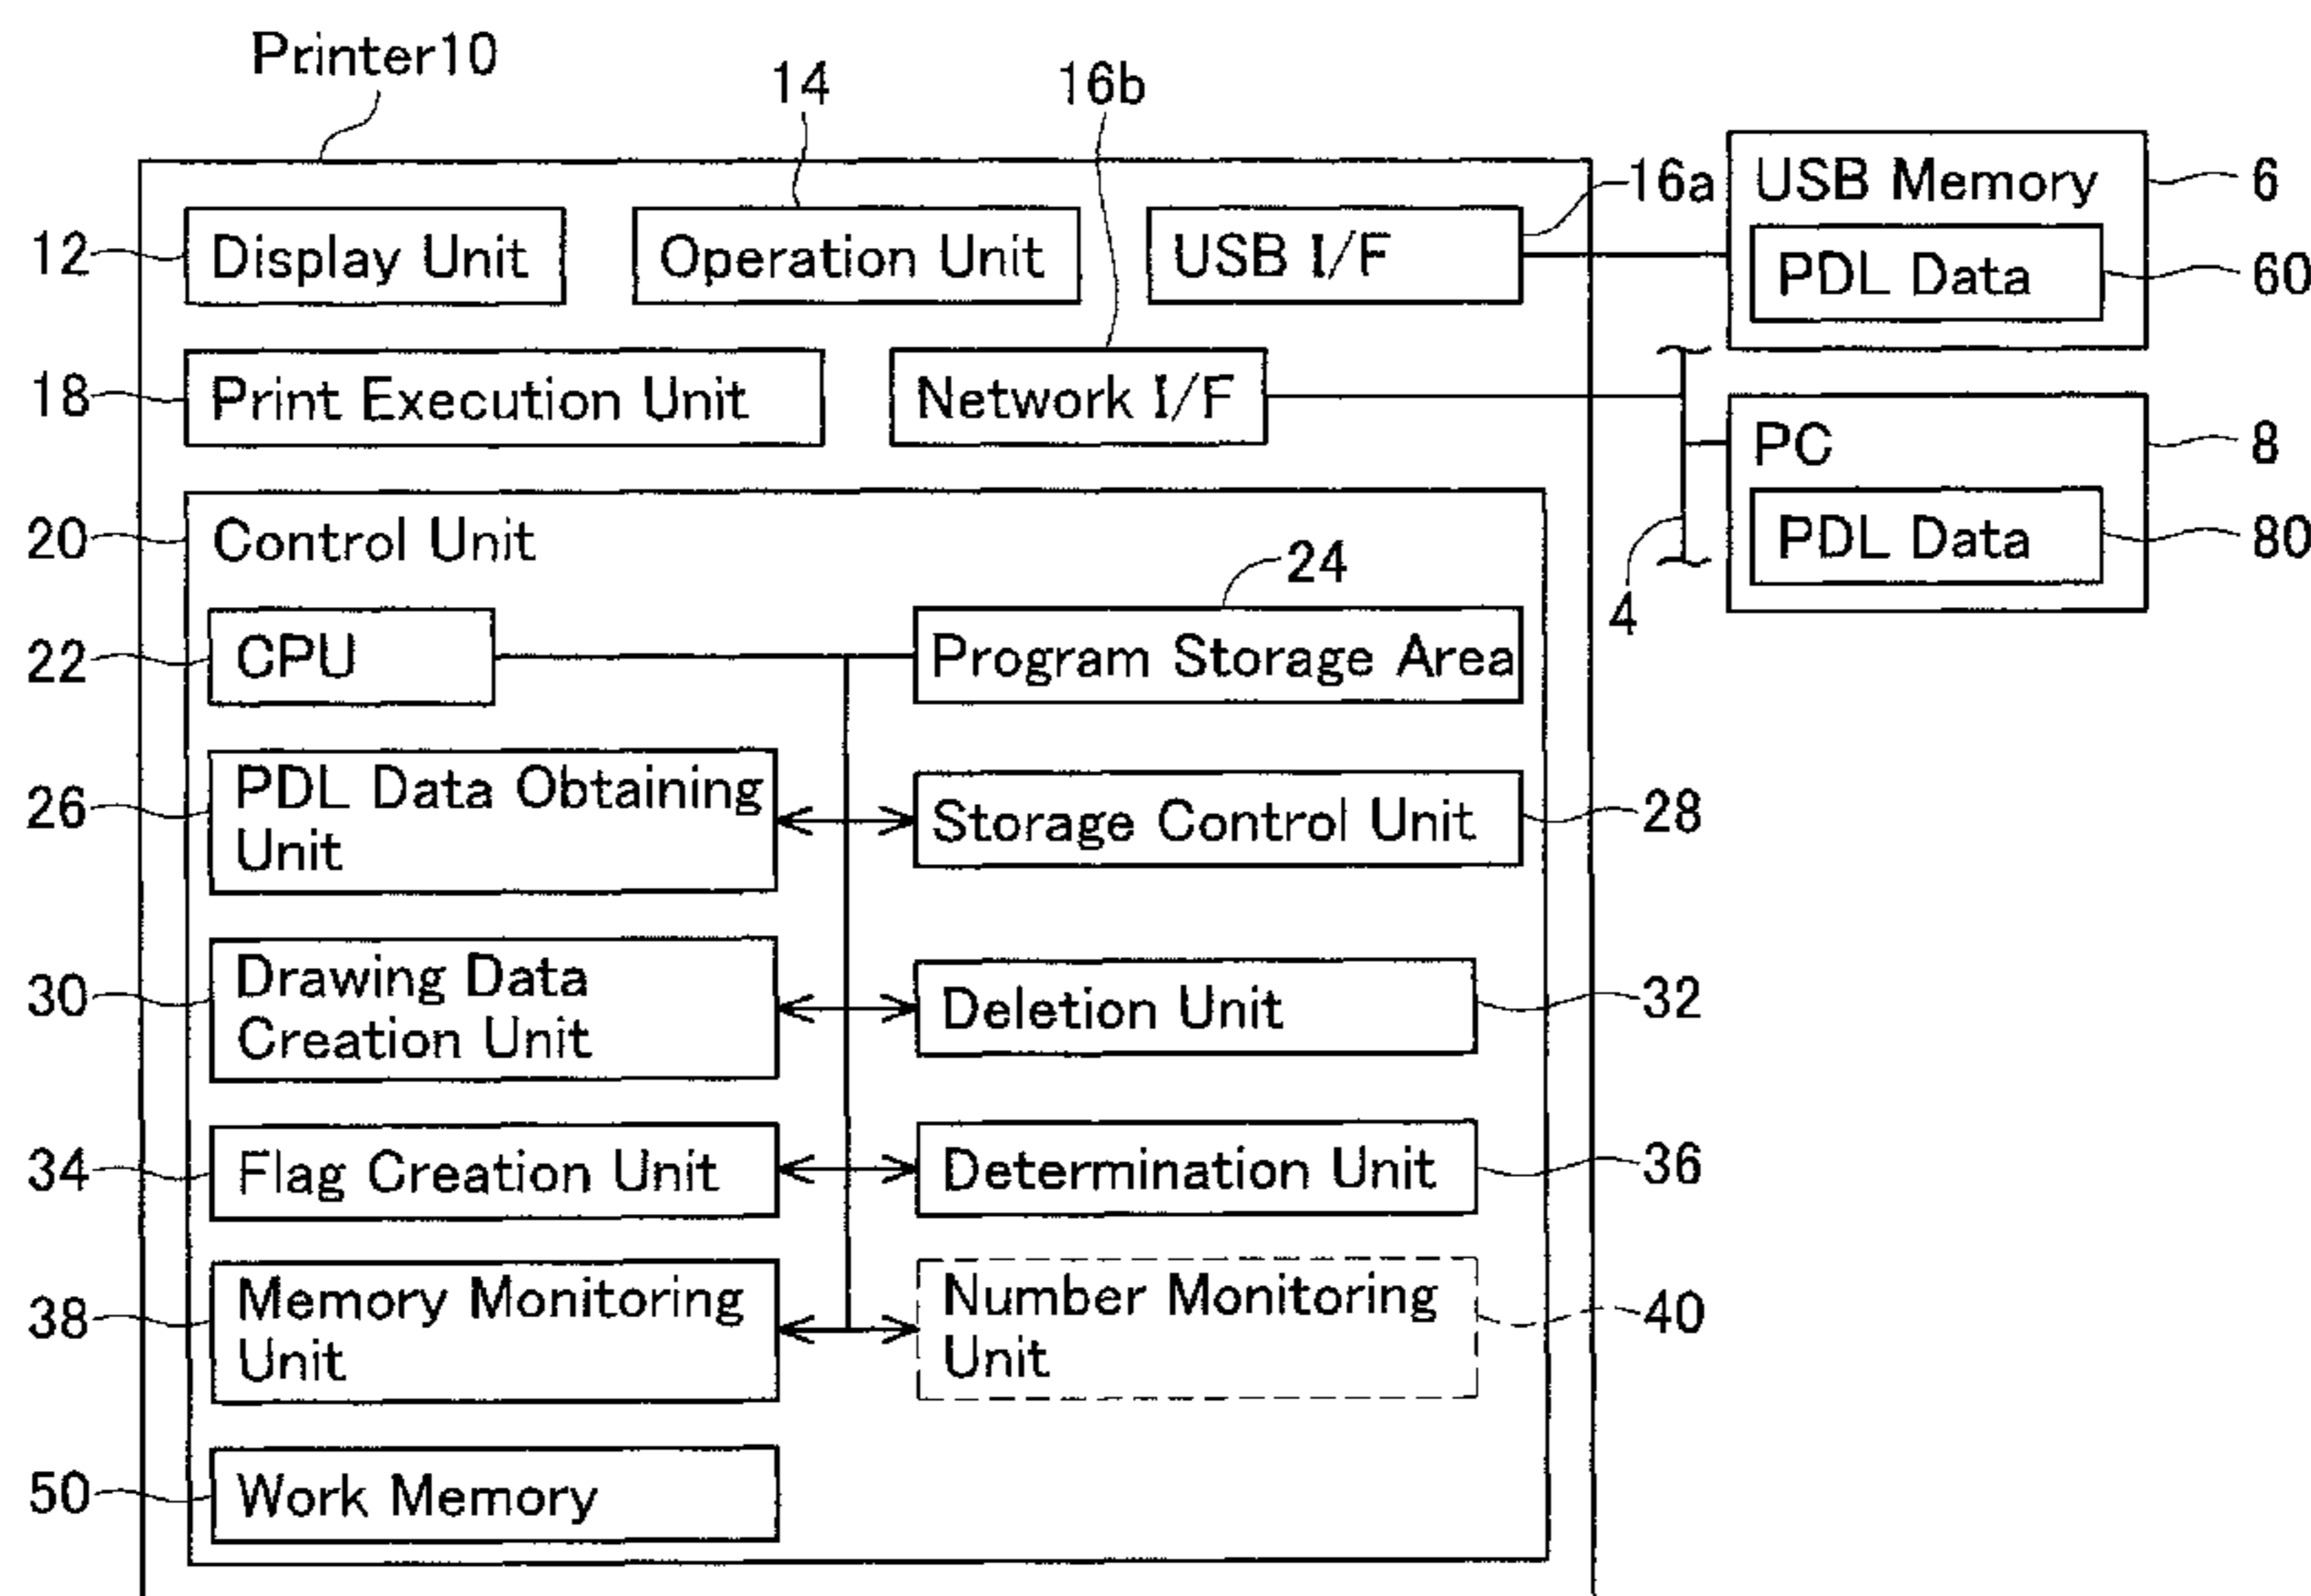 Printer10
14
16b
16a
USB Memory
6
12
Display Unit
Operation Unit
USB I/F
PDL Data
60
18
Print Execution Unit
Network I/F
PC
8
20
Control Unit
PDL Data
80
24
4
22
CPU
Program Storage Area
26
PDL Data Obtaining
Unit
Storage Control Unit
28
30
Drawing Data
Creation Unit
Deletion Unit
32
34
Flag Creation Unit
Determination Unit
36
38
Memory Monitoring
Unit
Number Monitoring
Unit
40
50
Work Memory